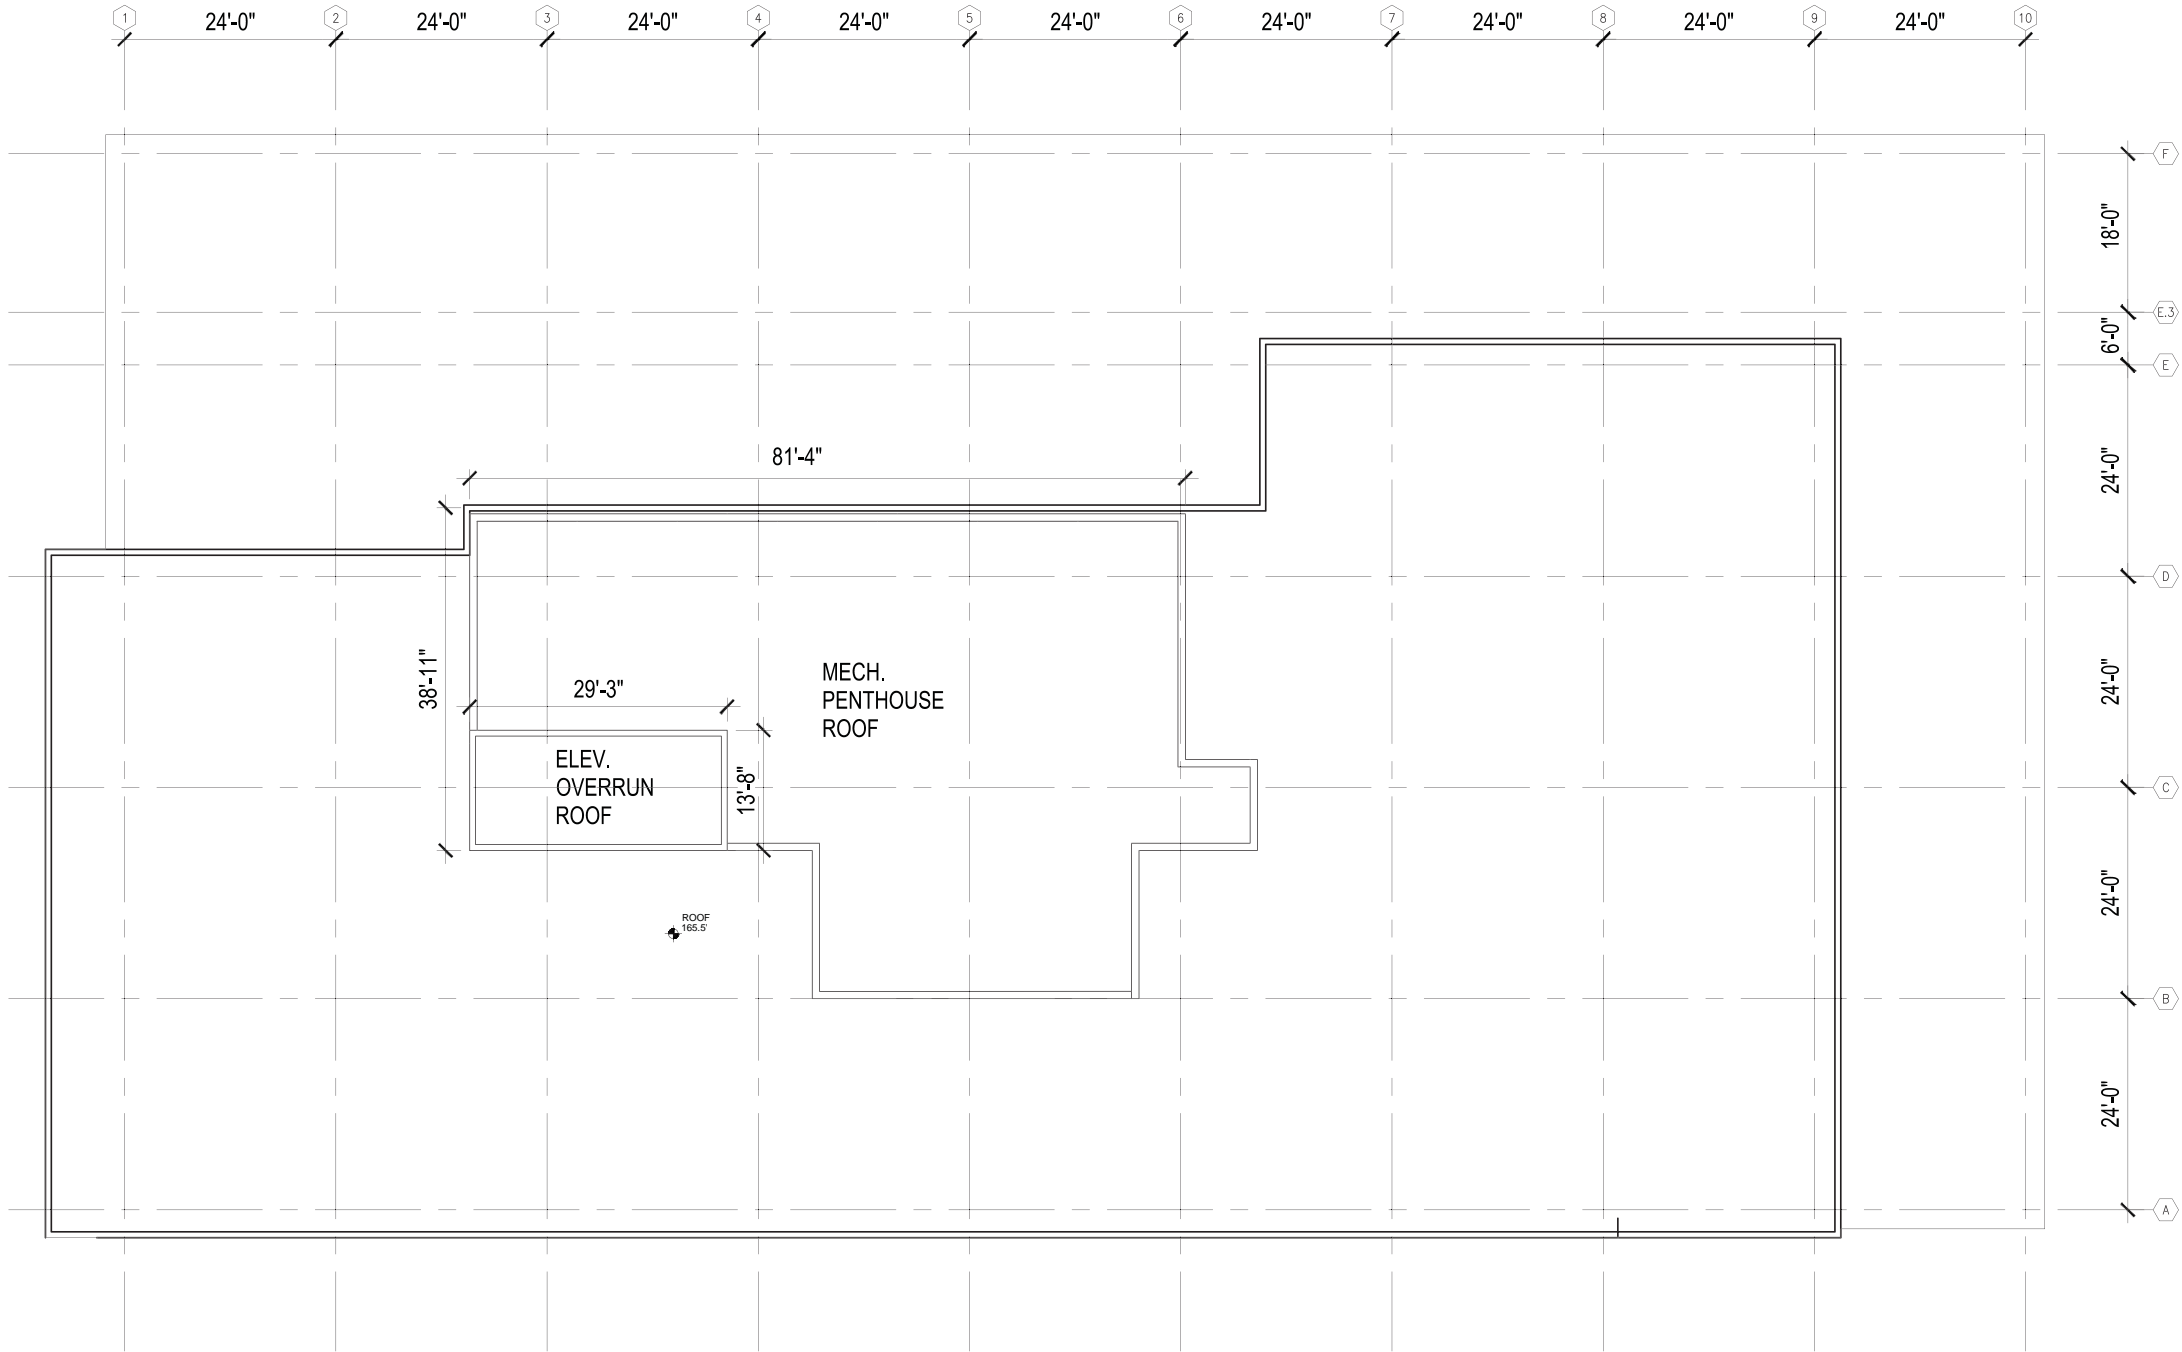 1 24'-0" 2 24'-0" 3 24'-0" 4 24'-0" 5 24'-0" 6 24'-0" 7 24'-0" 8 24'-0" 9 24'-0" 10
F
18'-0"
E.3
6'-0"
E
81'-4"
24'-0"
D
38'-11"
29'-3"
MECH.
PENTHOUSE
ROOF
24'-0"
ELEV.
OVERRUN
ROOF
13'-8"
C
24'-0"
ROOF
165.5'
B
24'-0"
A